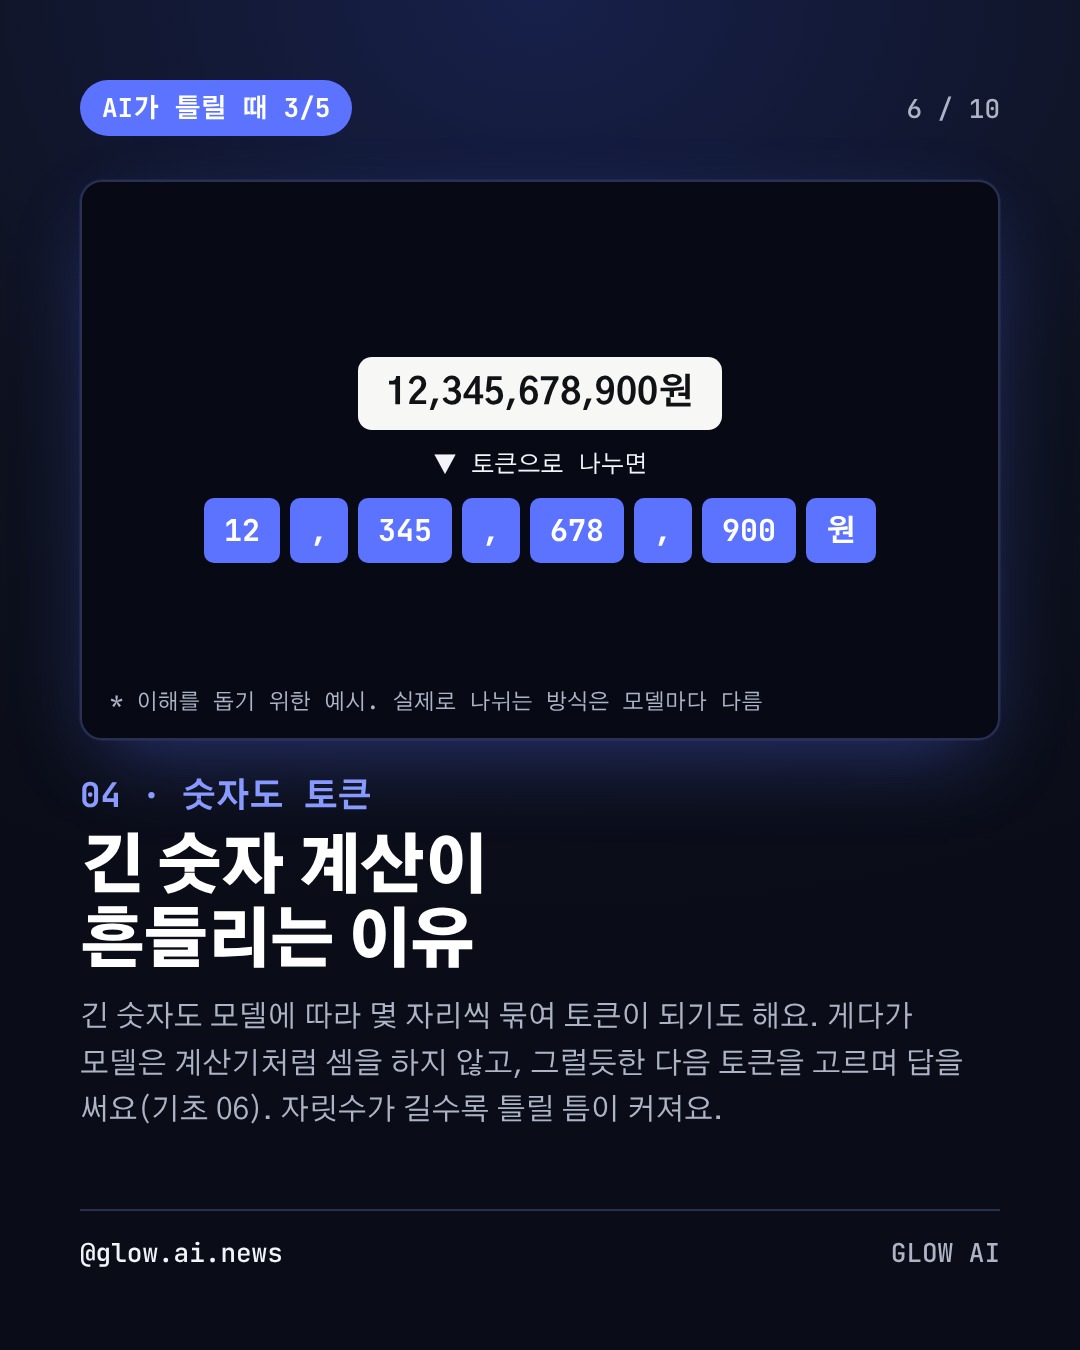 AI가 틀릴 때 3/5
6 / 10
12,345,678,900원
▼ 토큰으로 나누면
12 , 345 , 678 , 900 원
* 이해를 돕기 위한 예시. 실제로 나뉘는 방식은 모델마다 다름
04 · 숫자도 토큰
긴 숫자 계산이
흔들리는 이유
긴 숫자도 모델에 따라 몇 자리씩 묶여 토큰이 되기도 해요. 게다가
모델은 계산기처럼 셈을 하지 않고, 그럴듯한 다음 토큰을 고르며 답을
써요(기초 06). 자릿수가 길수록 틀릴 틈이 커져요.
@glow.ai.news
GLOW AI